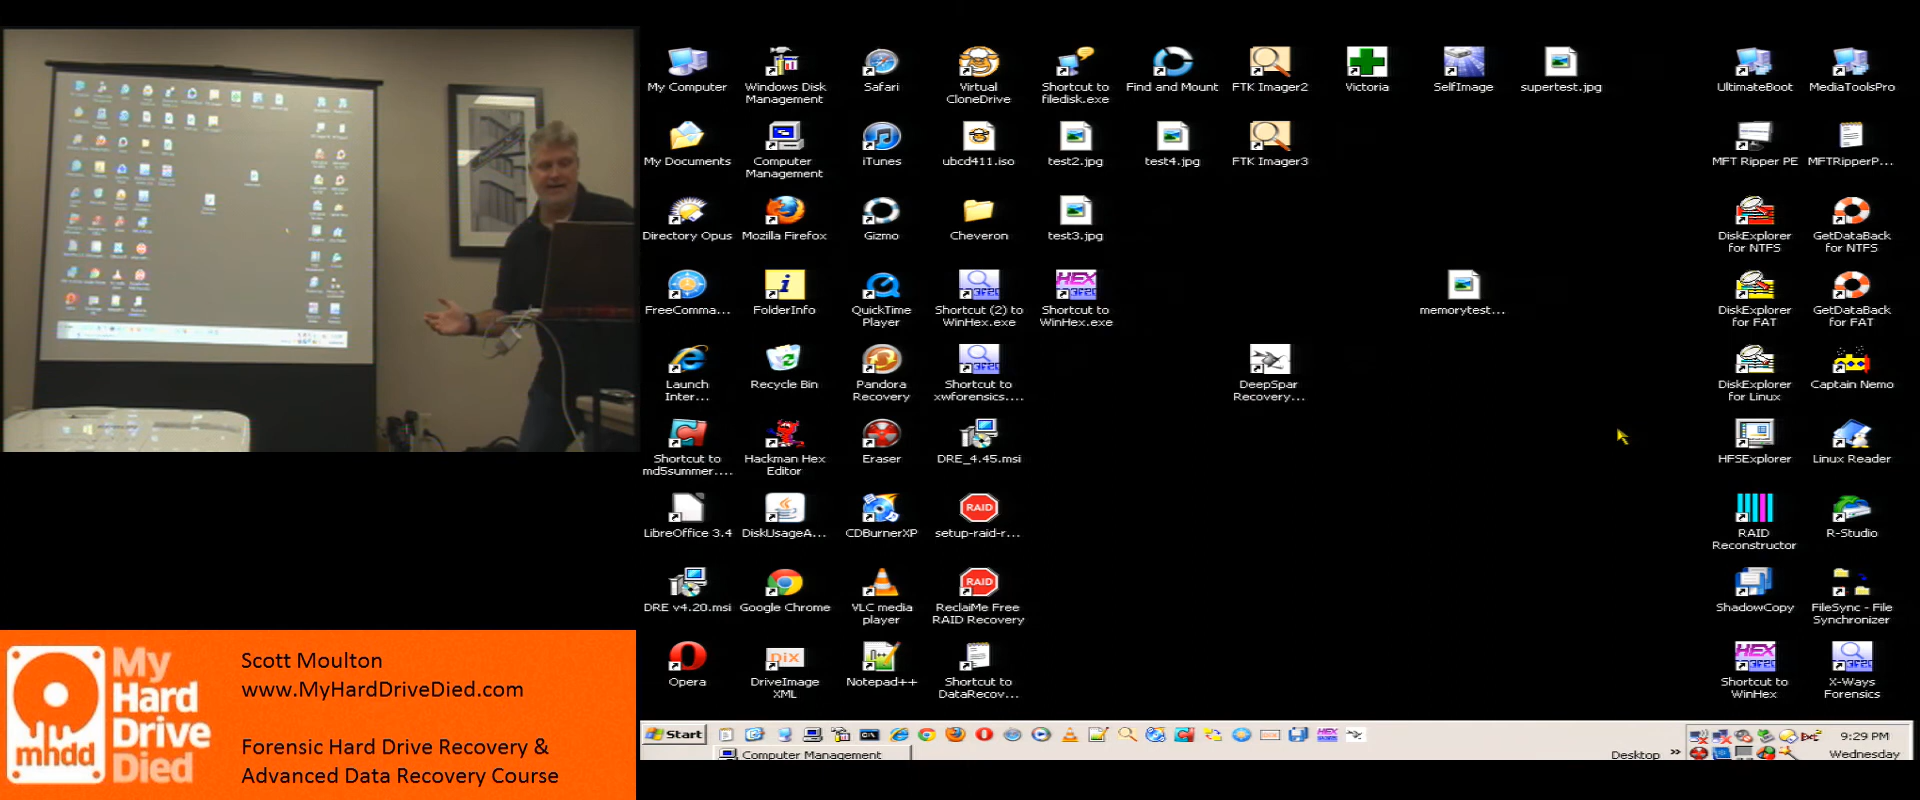 My Computer
Windows Disk
Management
Safari
Virtual
CloneDrive
Shortcut to
filedisk.exe
Find and Mount
FTK Imager2
Victoria
SelfImage
supertest.jpg
UltimateBoot
MediaToolsPro
My Documents
Computer
Management
iTunes
ubcd411.iso
test2.jpg
test4.jpg
FTK Imager3
MFT Ripper PE
MFTRipperP...
Directory Opus
Mozilla Firefox
Gizmo
Cheveron
test3.jpg
DiskExplorer
for NTFS
GetDataBack
for NTFS
FreeComma...
FolderInfo
QuickTime
Player
Shortcut (2) to
WinHex.exe
HEX
Shortcut to
WinHex.exe
memorytest...
DiskExplorer
for FAT
GetDataBack
for FAT
Launch
Inter...
Recycle Bin
Pandora
Recovery
Shortcut to
xwforensics....
DeepSpar
Recovery...
DiskExplorer
for Linux
Captain Nemo
Shortcut to
md5summer....
Hackman Hex
Editor
Eraser
DRE_4.45.msi
HFSExplorer
Linux Reader
LibreOffice 3.4
DiskUsageA...
CDBurnerXP
RAID
setup-raid-r...
RAID
Reconstructor
R-Studio
DRE v4.20.msi
Google Chrome
VLC media
player
RAID
ReclaiMe Free
RAID Recovery
ShadowCopy
FileSync - File
Synchronizer
Opera
DiX
DriveImage
XML
Notepad++
Shortcut to
DataRecov...
HEX
Shortcut to
WinHex
X-Ways
Forensics
Start
Computer Management
Desktop »
9:29 PM
Wednesday
mhdd
My
Hard
Drive
Died
Scott Moulton
www.MyHardDriveDied.com
Forensic Hard Drive Recovery &
Advanced Data Recovery Course